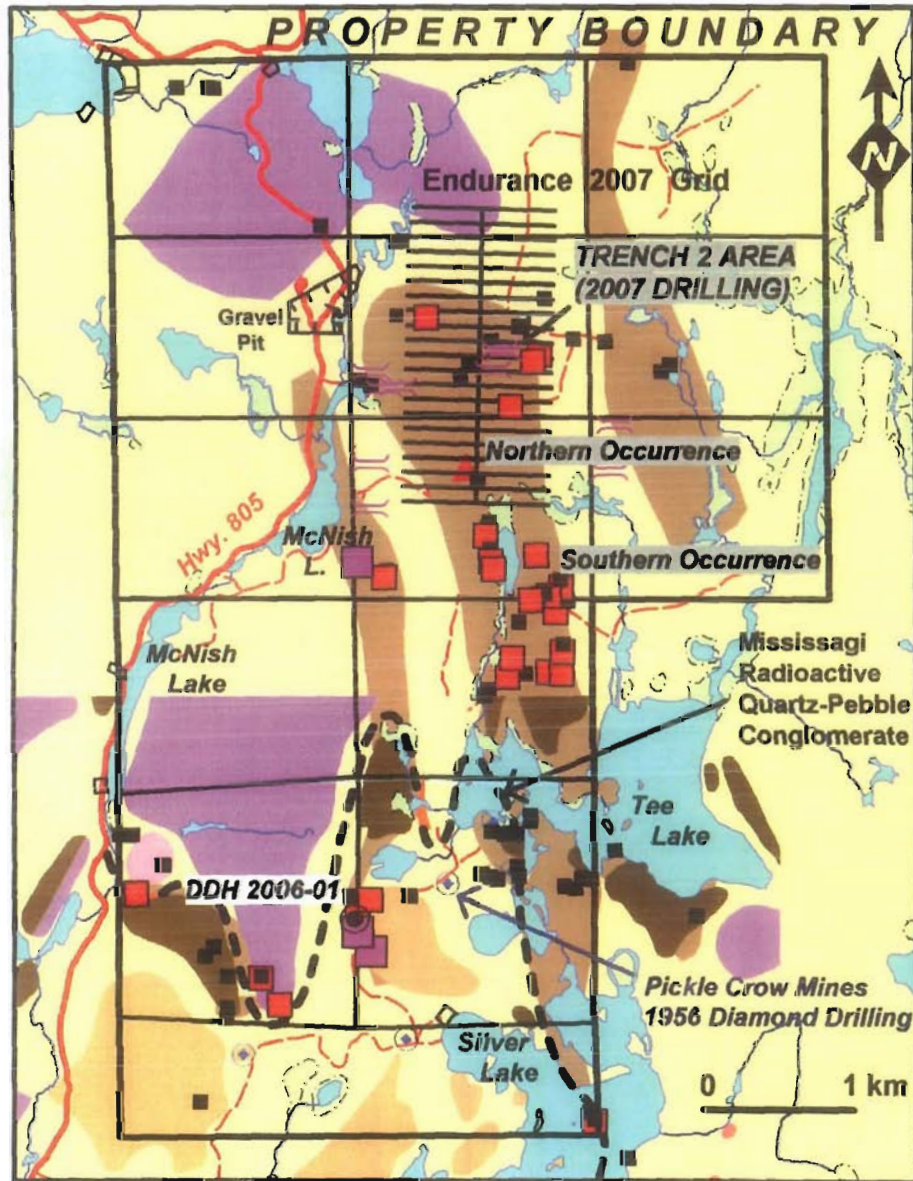 PROPERTY BOUNDARY
N
Endurance 2007 Grid
TRENCH 2 AREA
(2007 DRILLING)
Gravel
Pit
Northern Occurrence
Hwy. 805
McNish
L.
Southern Occurrence
McNish
Lake
Mississagi
Radioactive
Quartz-Pebble
Conglomerate
Tee
Lake
DDH 2006-01
Pickle Crow Mines
1956 Diamond Drilling
Silver
Lake
0 1 km